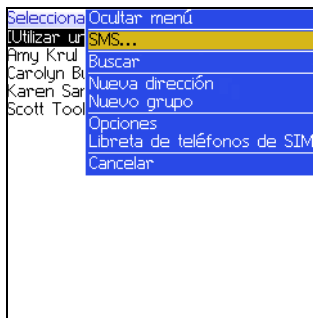 Selecciona
[Utilizar un
Amy Krul
Carolyn Bu
Karen Sar
Scott Tool
Ocultar menú
SMS...
Buscar
Nueva dirección
Nuevo grupo
Opciones
Libreta de teléfonos de SIM
Cancelar